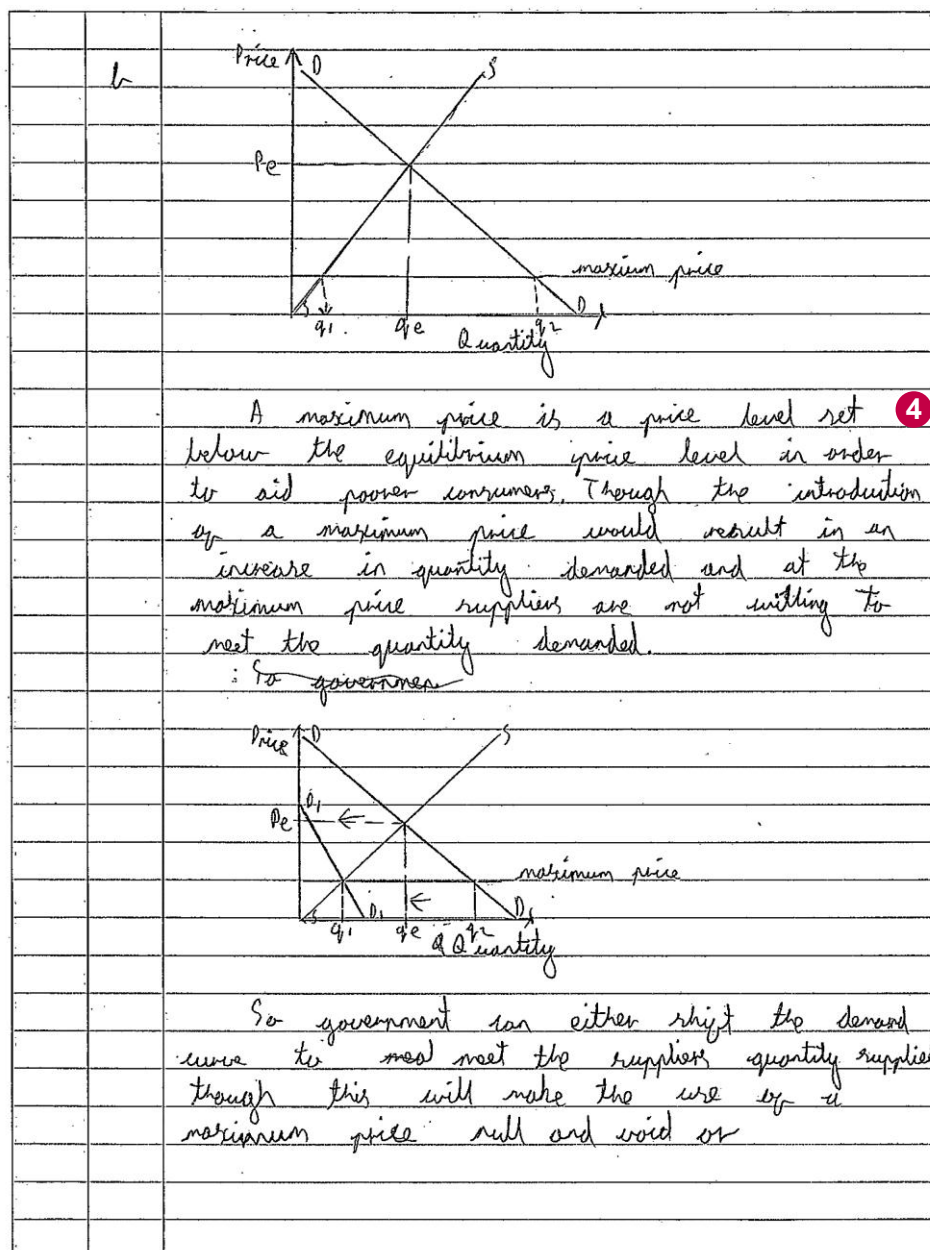 b
Price D S
Pe
maxium price
S q1 qe q2 D
Quantity
A maximum price is a price level set 4
below the equilibrium price level in order
to aid poorer consumers. Though the introduction
of a maximum price would result in an
increase in quantity demanded and at the
maximum price suppliers are not willing to
meet the quantity demanded.
So governmen
Price D S
D1
Pe
maximum price
S q1 D1 qe q2 D
Q Quantity
So government can either shift the demand
curve to meal meet the suppliers quantity supplied
though this will make the use of a
maximum price null and void or